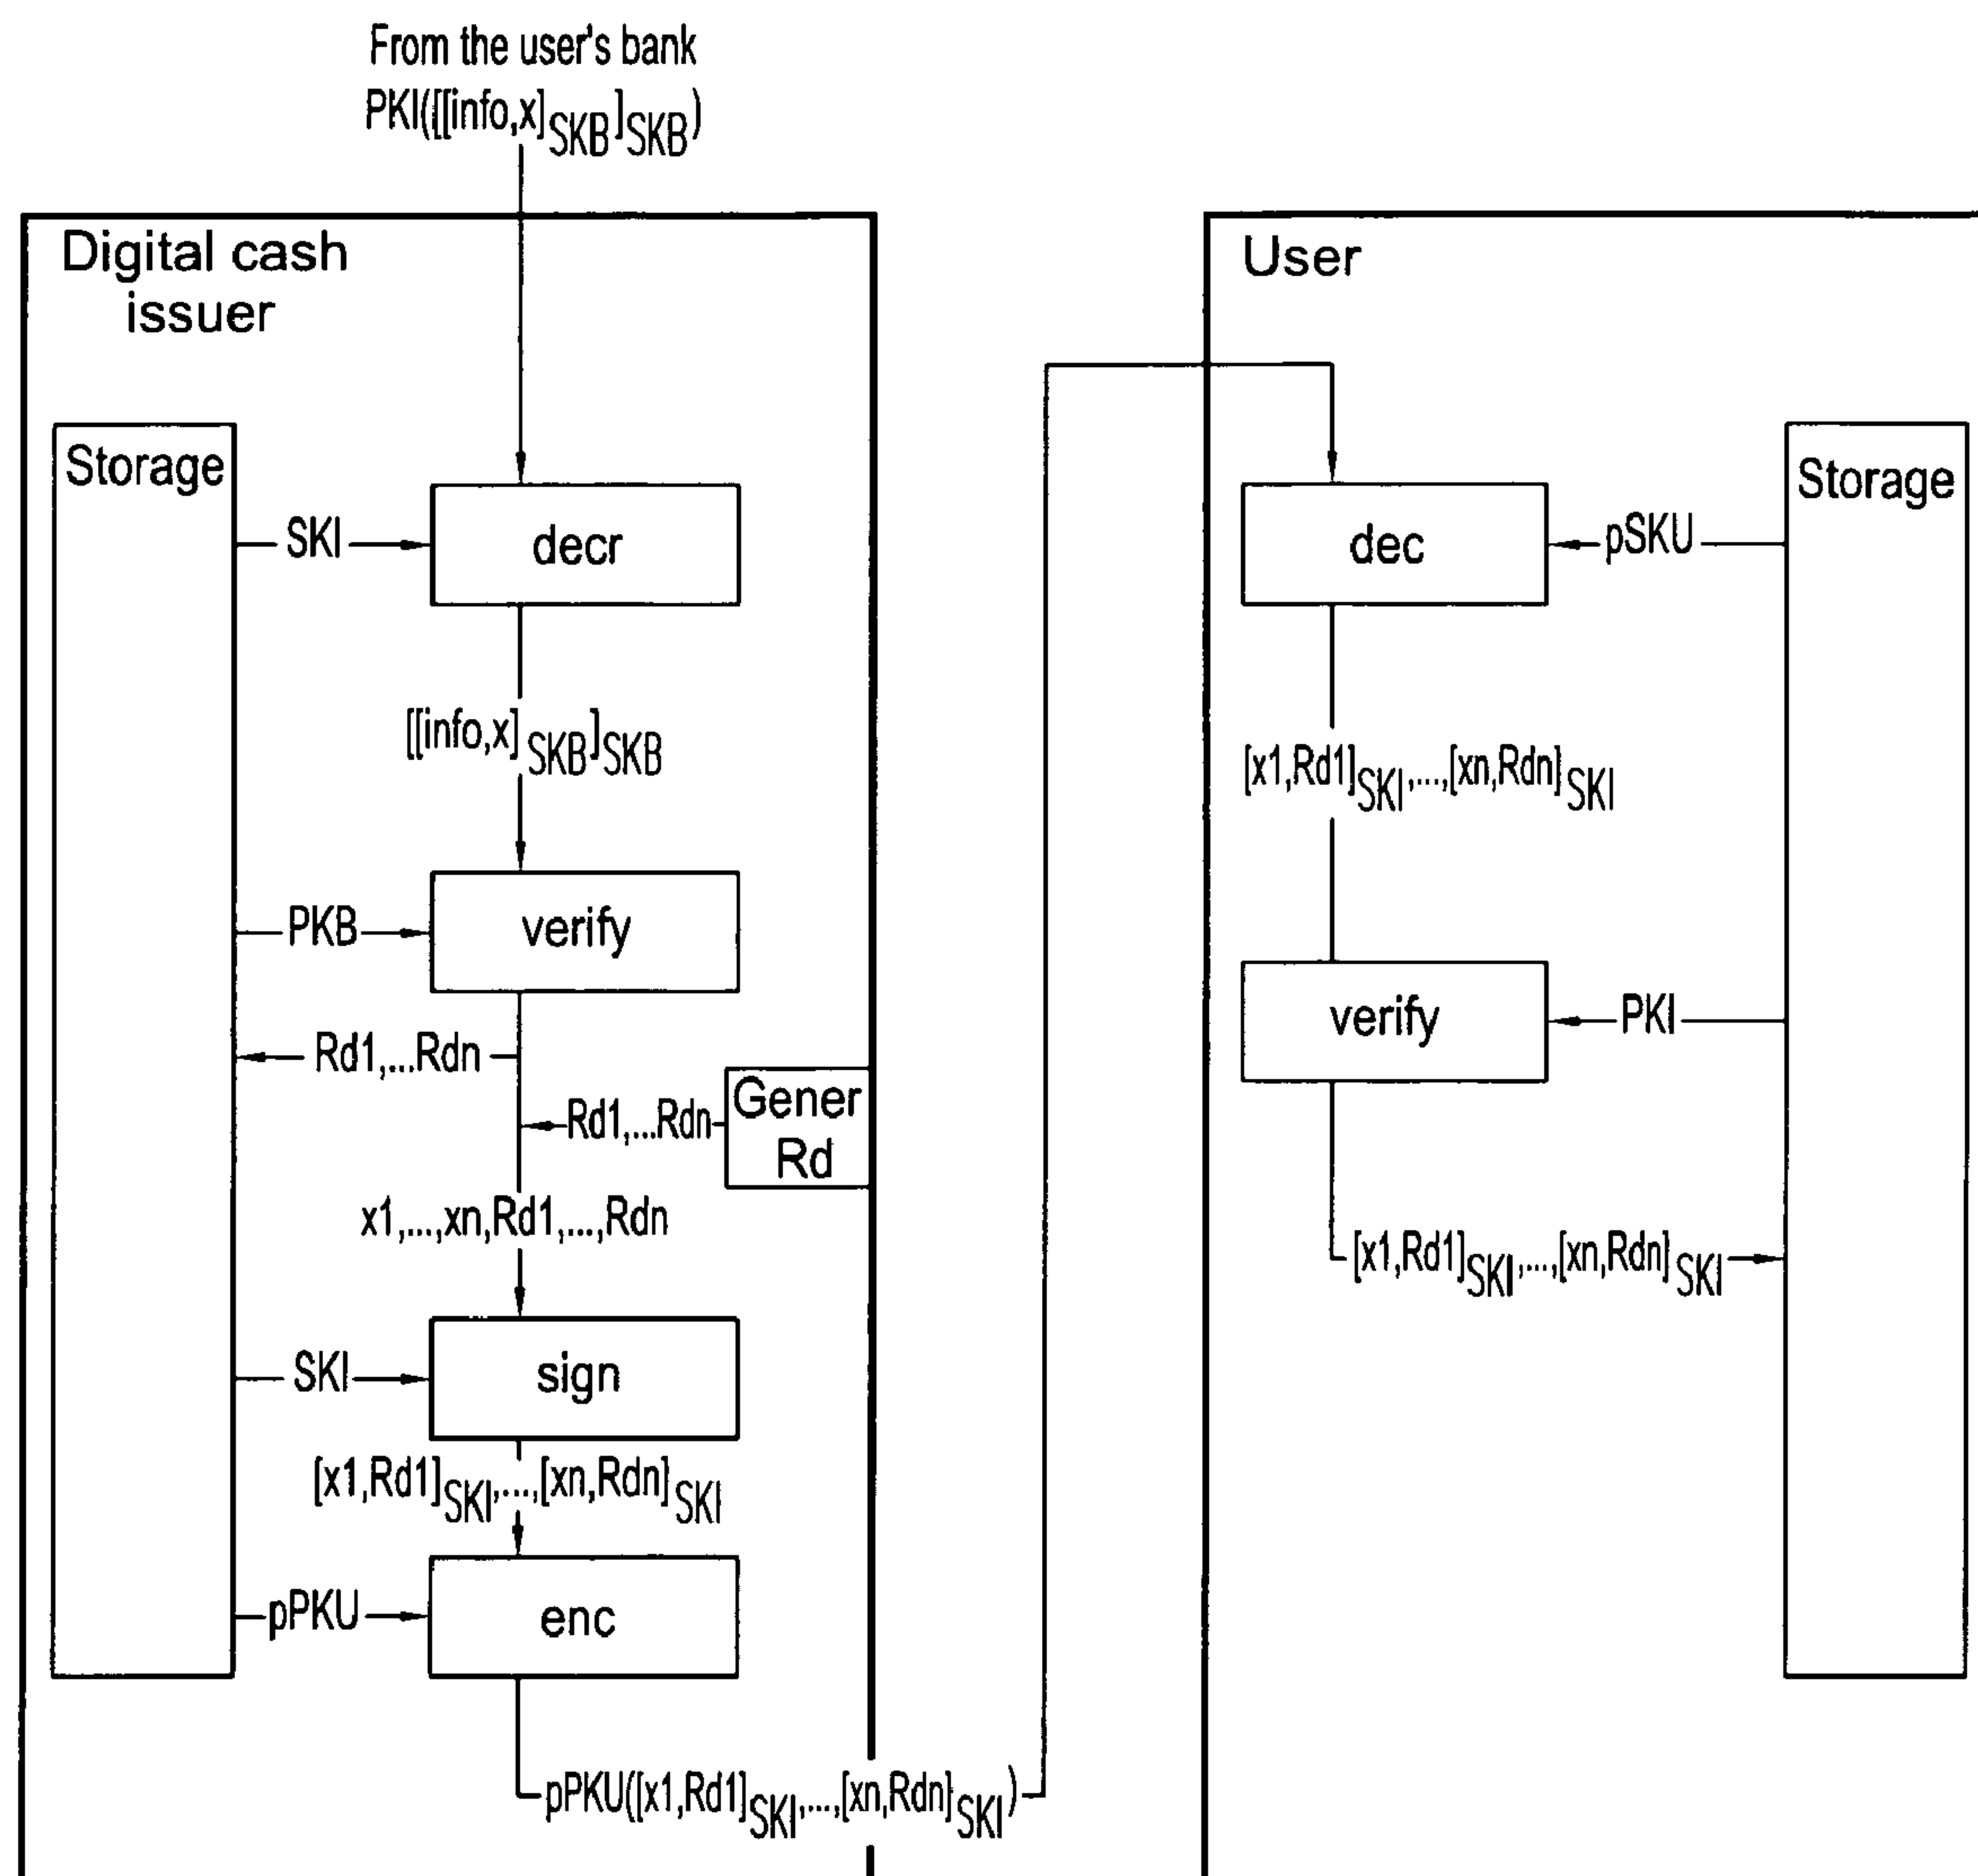 From the user's bank
PKI([[info,x]SKB]SKB)
Digital cash
issuer
Storage
SKI
decr
[[info,x]SKB]SKB
PKB
verify
Rd1,...Rdn
Gener
Rd
Rd1,...Rdn
x1,...,xn,Rd1,...,Rdn
SKI
sign
[x1,Rd1]SKI,...,[xn,Rdn]SKI
pPKU
enc
pPKU([x1,Rd1]SKI,...,[xn,Rdn]SKI)
User
Storage
dec
pSKU
[x1,Rd1]SKI,...,[xn,Rdn]SKI
verify
PKI
[x1,Rd1]SKI,...,[xn,Rdn]SKI